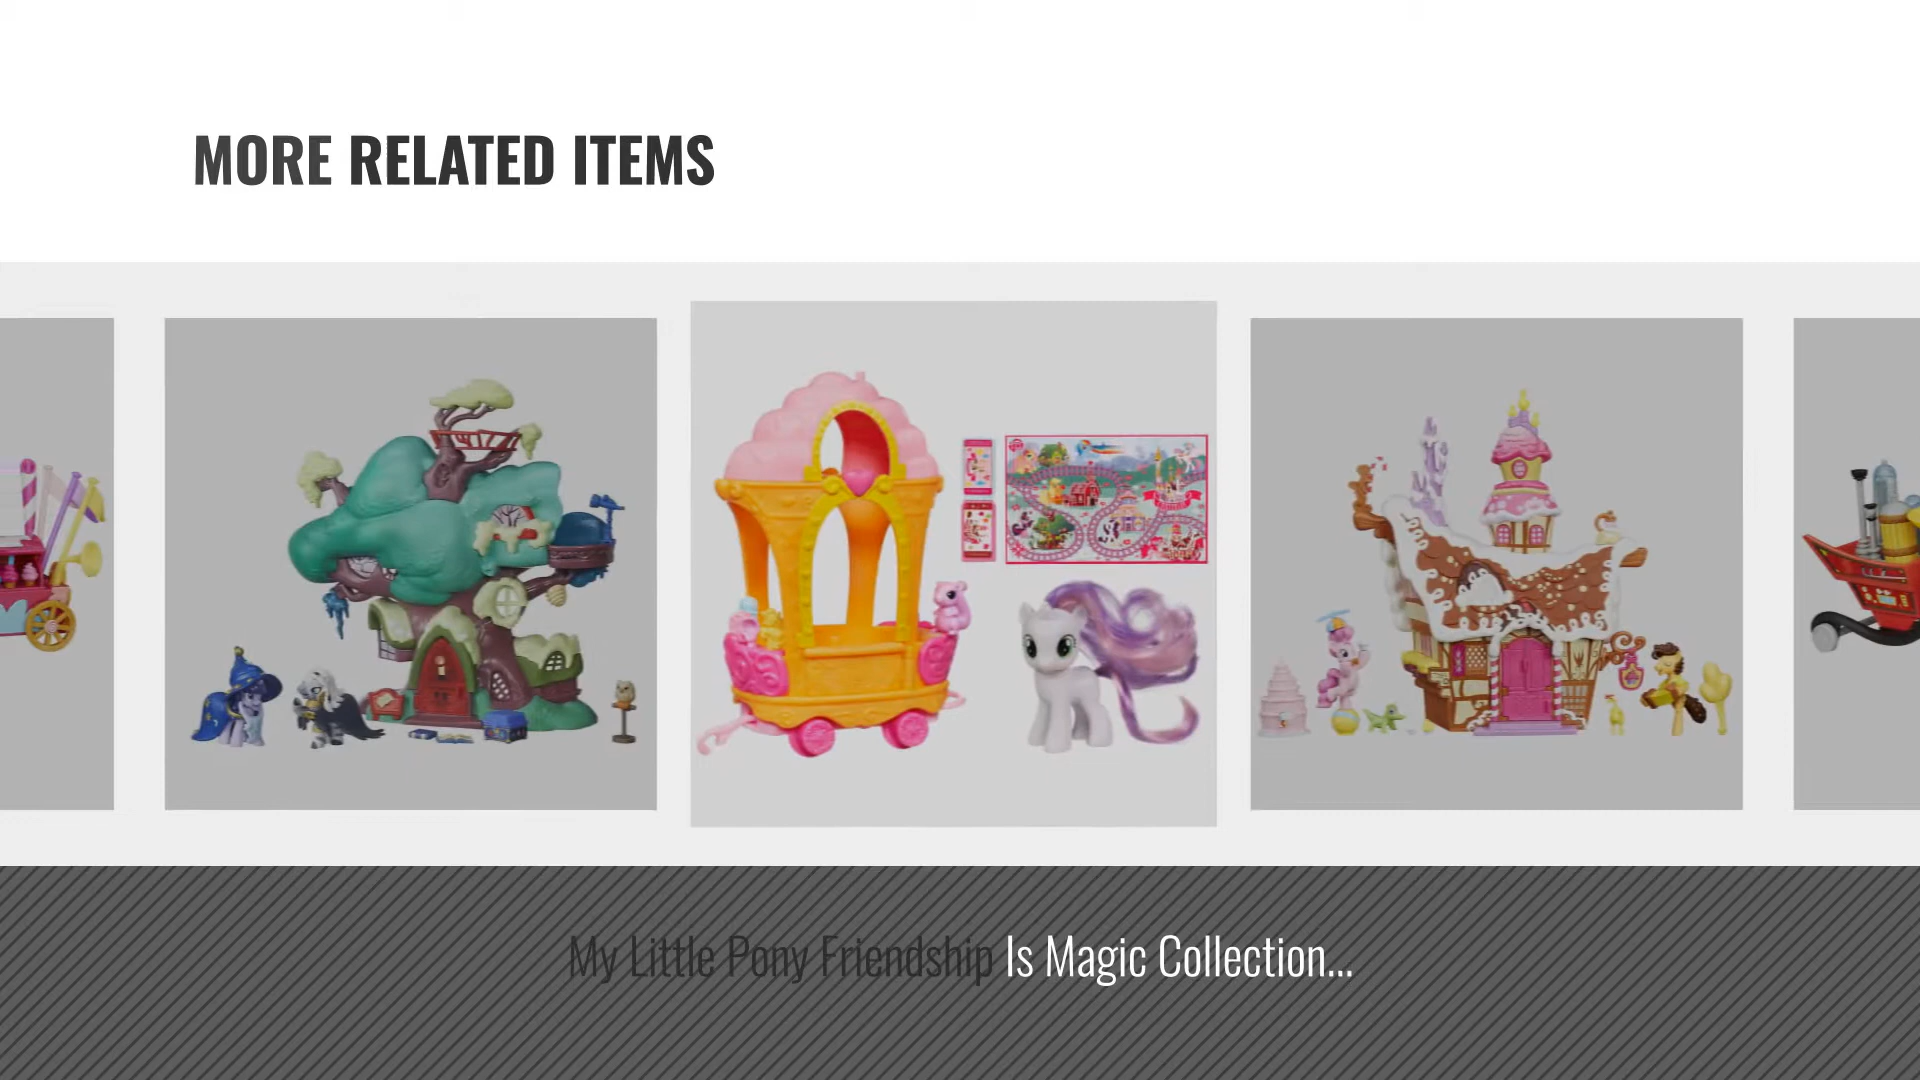 MORE RELATED ITEMS
My Little Pony Friendship Is Magic Collection...